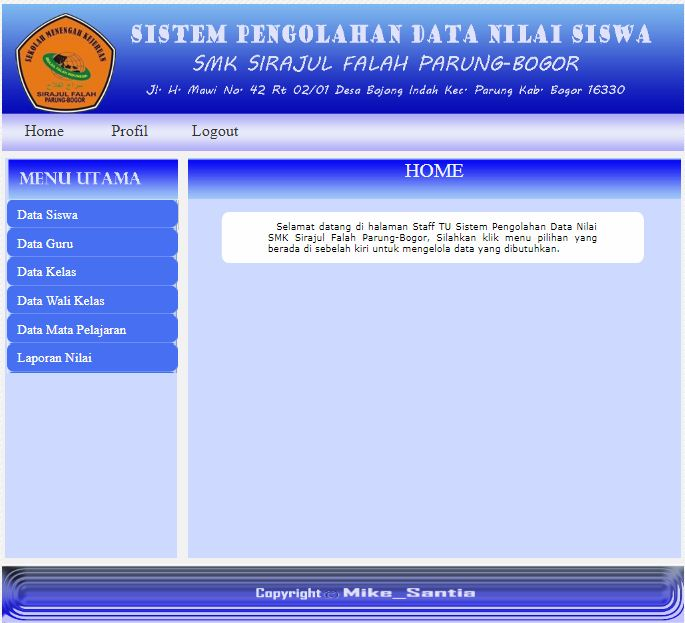 SEKOLAH MENENGAH KEJURUAN
SIRAJUL FALAH
PARUNG-BOGOR
SISTEM PENGOLAHAN DATA NILAI SISWA
SMK SIRAJUL FALAH PARUNG-BOGOR
Jl. H. Mawi No. 42 Rt 02/01 Desa Bojong Indah Kec. Parung Kab. Bogor 16330
Home Profil Logout
MENU UTAMA
Data Siswa
Data Guru
Data Kelas
Data Wali Kelas
Data Mata Pelajaran
Laporan Nilai
HOME
Selamat datang di halaman Staff TU Sistem Pengolahan Data Nilai
SMK Sirajul Falah Parung-Bogor, Silahkan klik menu pilihan yang
berada di sebelah kiri untuk mengelola data yang dibutuhkan.
Copyright © Mike_Santia